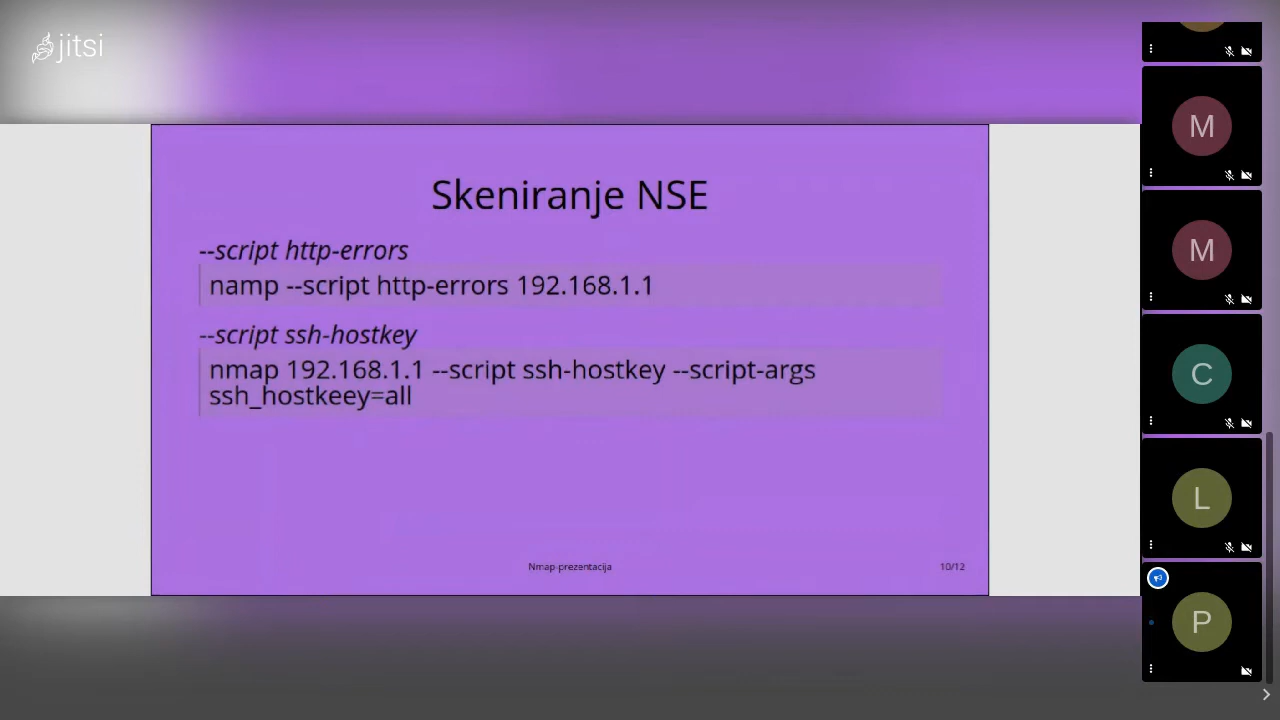 jitsi
Skeniranje NSE
--script http-errors
namp --script http-errors 192.168.1.1
--script ssh-hostkey
nmap 192.168.1.1 --script ssh-hostkey --script-args
ssh_hostkeey=all
Nmap-prezentacija
10/12
M
M
C
L
P